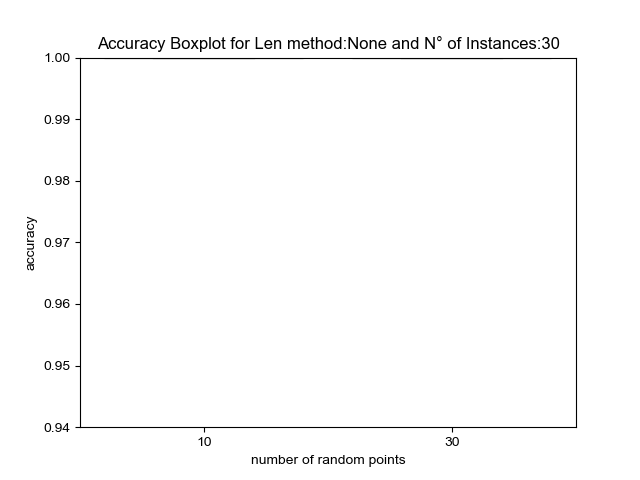 Accuracy Boxplot for Len method:None and N° of Instances:30
1.00
0.99
0.98
0.97
0.96
0.95
0.94
accuracy
10 30
number of random points